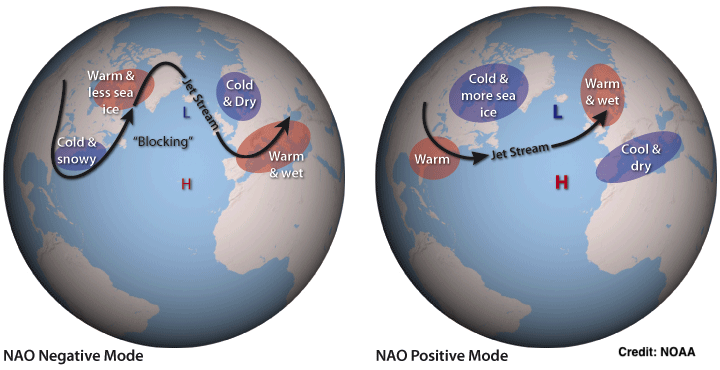 Warm &
less sea
ice
Jet Stream
Cold
& Dry
L
Cold &
snowy
"Blocking"
Warm
& wet
H
NAO Negative Mode
Cold &
more sea
ice
Warm
& wet
L
Warm
Jet Stream
Cool &
dry
H
NAO Positive Mode
Credit: NOAA